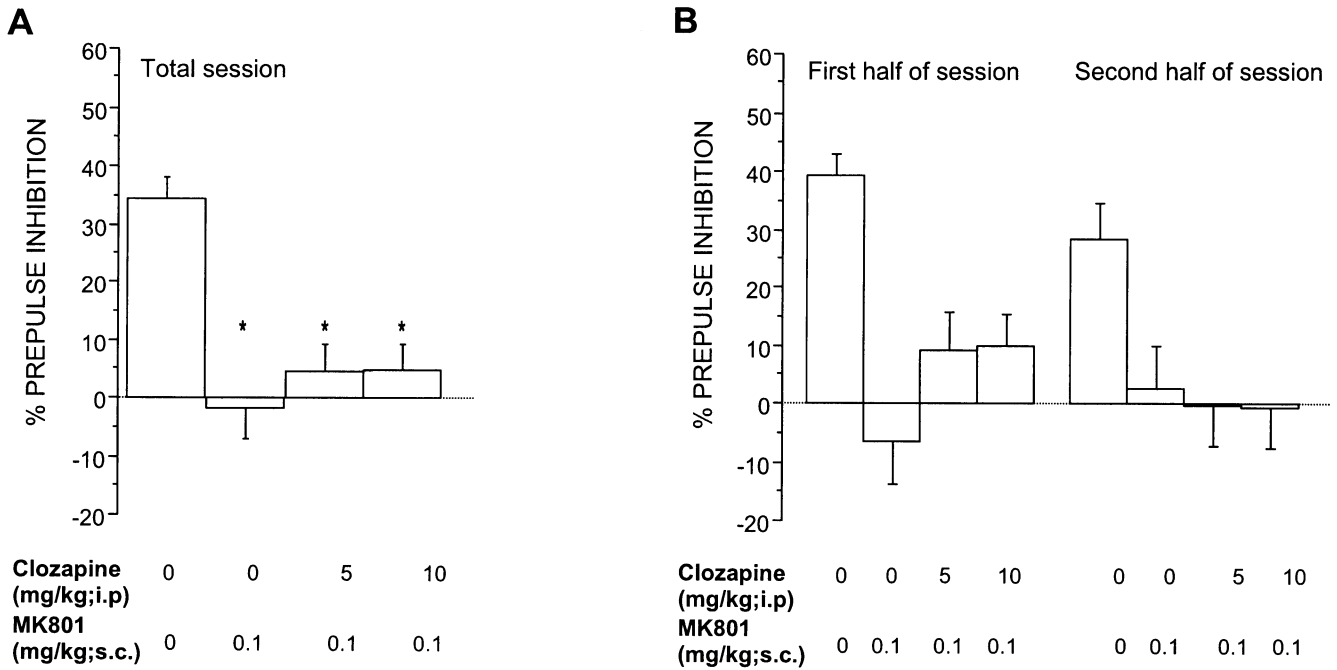 A
60
50
40
30
20
10
0
-10
-20
% PREPULSE INHIBITION
Total session
* * *
Clozapine 0 0 5 10
(mg/kg;i.p)
MK801
(mg/kg;s.c.) 0 0.1 0.1 0.1
B
60
50
40
30
20
10
0
-10
-20
% PREPULSE INHIBITION
First half of session Second half of session
Clozapine 0 0 5 10 0 0 5 10
(mg/kg;i.p)
MK801
(mg/kg;s.c.) 0 0.1 0.1 0.1 0 0.1 0.1 0.1